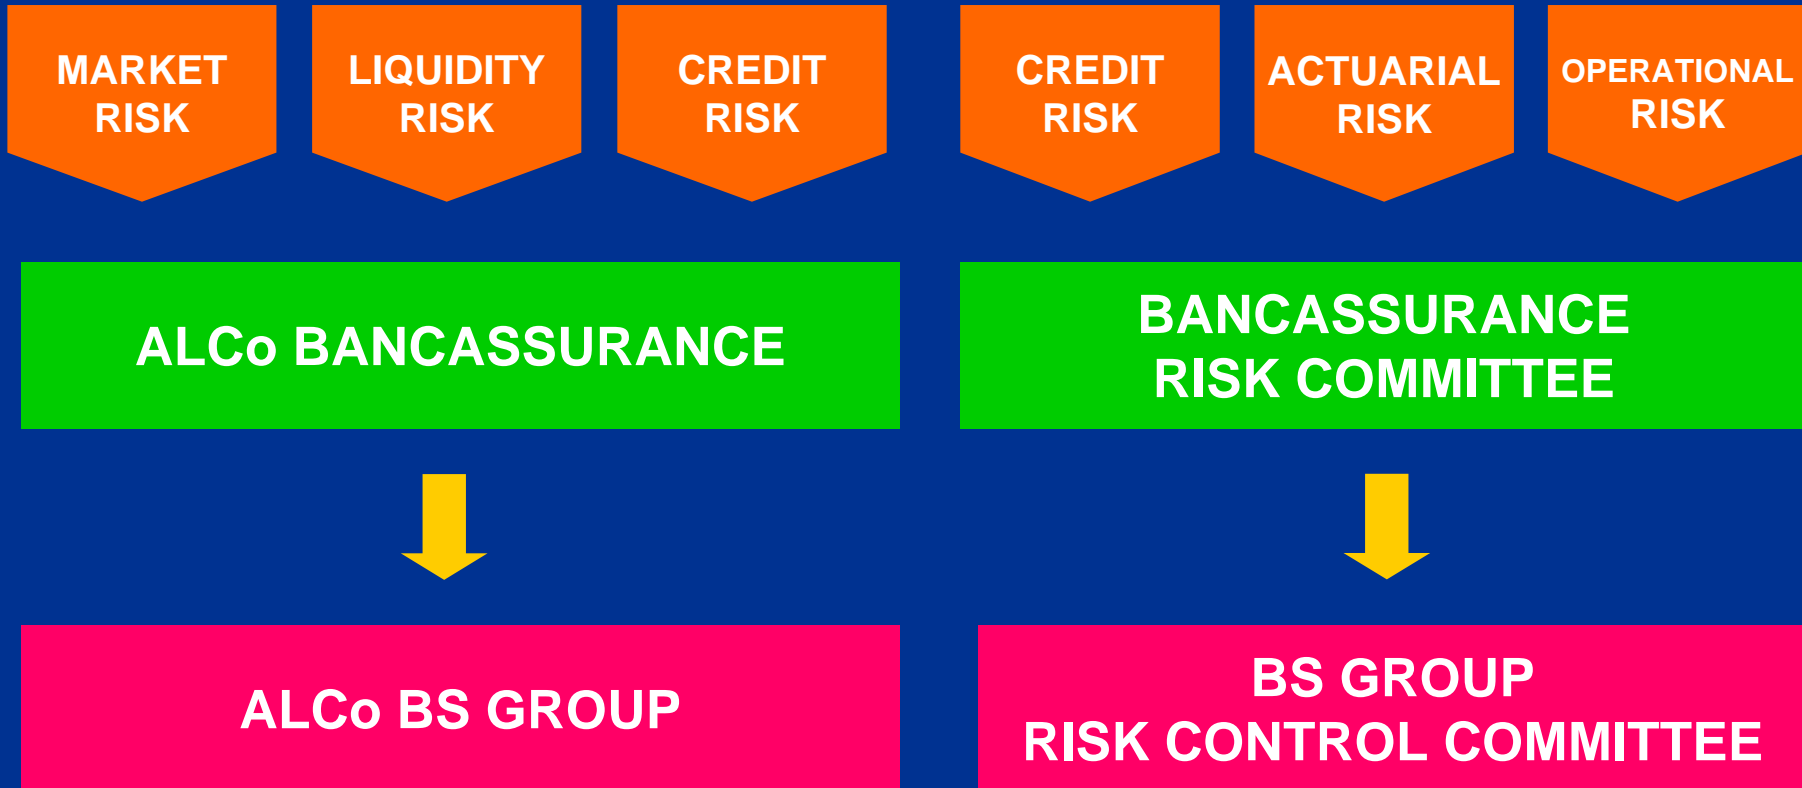 MARKET
RISK
LIQUIDITY
RISK
CREDIT
RISK
CREDIT
RISK
ACTUARIAL
RISK
OPERATIONAL
RISK
ALCo BANCASSURANCE
BANCASSURANCE
RISK COMMITTEE
ALCo BS GROUP
BS GROUP
RISK CONTROL COMMITTEE